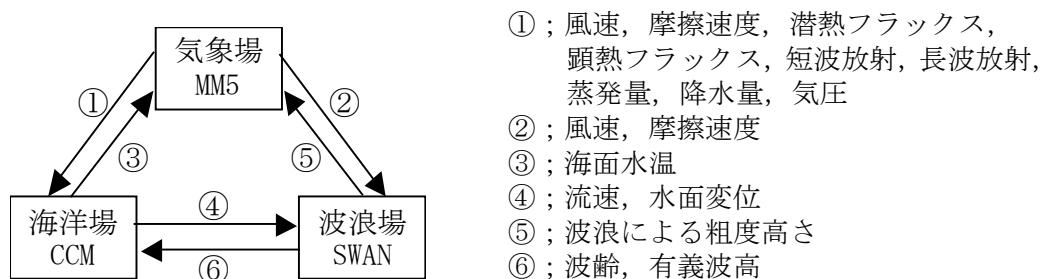 気象場
MM5
①
②
③
⑤
海洋場
CCM
④
⑥
波浪場
SWAN
①；風速，摩擦速度，潜熱フラックス，
顕熱フラックス，短波放射，長波放射，
蒸発量，降水量，気圧
②；風速，摩擦速度
③；海面水温
④；流速，水面変位
⑤；波浪による粗度高さ
⑥；波齢，有義波高